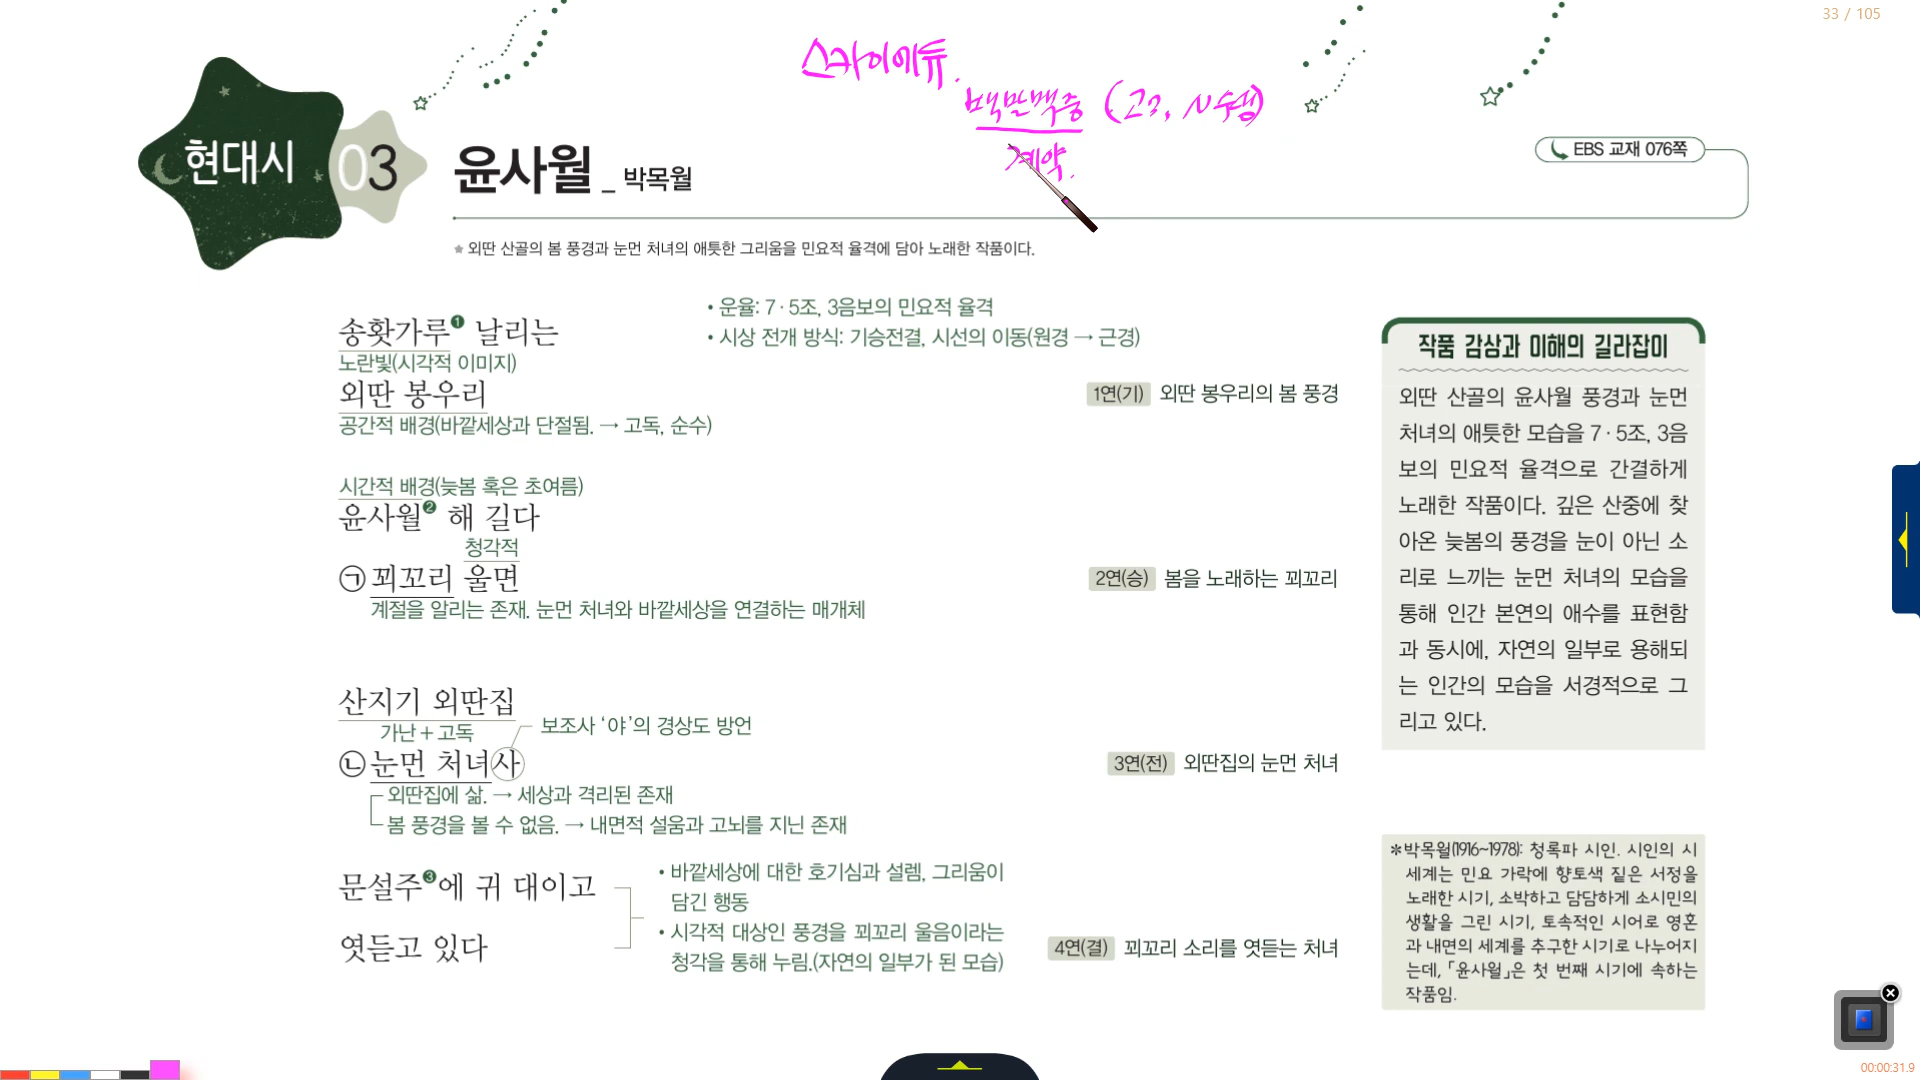 33 / 105
스카이에듀.
백만맥중 (고3, N수생)
계약.
현대시 03 윤사월 _ 박목월
EBS 교재 076쪽
★ 외딴 산골의 봄 풍경과 눈먼 처녀의 애틋한 그리움을 민요적 율격에 담아 노래한 작품이다.
• 운율: 7·5조, 3음보의 민요적 율격
• 시상 전개 방식: 기승전결, 시선의 이동(원경 → 근경)
송홧가루❶ 날리는
노란빛(시각적 이미지)
외딴 봉우리
1연(기) 외딴 봉우리의 봄 풍경
공간적 배경(바깥세상과 단절됨. → 고독, 순수)
시간적 배경(늦봄 혹은 초여름)
윤사월❷ 해 길다
청각적
㉠ 꾀꼬리 울면
2연(승) 봄을 노래하는 꾀꼬리
계절을 알리는 존재. 눈먼 처녀와 바깥세상을 연결하는 매개체
산지기 외딴집
가난 + 고독
보조사 ‘야’의 경상도 방언
㉡ 눈먼 처녀사
3연(전) 외딴집의 눈먼 처녀
외딴집에 삶. → 세상과 격리된 존재
봄 풍경을 볼 수 없음. → 내면적 설움과 고뇌를 지닌 존재
문설주❸에 귀 대이고
엿듣고 있다
• 바깥세상에 대한 호기심과 설렘, 그리움이
담긴 행동
• 시각적 대상인 풍경을 꾀꼬리 울음이라는
청각을 통해 누림.(자연의 일부가 된 모습)
4연(결) 꾀꼬리 소리를 엿듣는 처녀
작품 감상과 이해의 길라잡이
외딴 산골의 윤사월 풍경과 눈먼
처녀의 애틋한 모습을 7·5조, 3음
보의 민요적 율격으로 간결하게
노래한 작품이다. 깊은 산중에 찾
아온 늦봄의 풍경을 눈이 아닌 소
리로 느끼는 눈먼 처녀의 모습을
통해 인간 본연의 애수를 표현함
과 동시에, 자연의 일부로 용해되
는 인간의 모습을 서경적으로 그
리고 있다.
✻박목월(1916~1978): 청록파 시인. 시인의 시
세계는 민요 가락에 향토색 짙은 서정을
노래한 시기, 소박하고 담담하게 소시민의
생활을 그린 시기, 토속적인 시어로 영혼
과 내면의 세계를 추구한 시기로 나누어지
는데, 「윤사월」은 첫 번째 시기에 속하는
작품임.
00:00:31.9